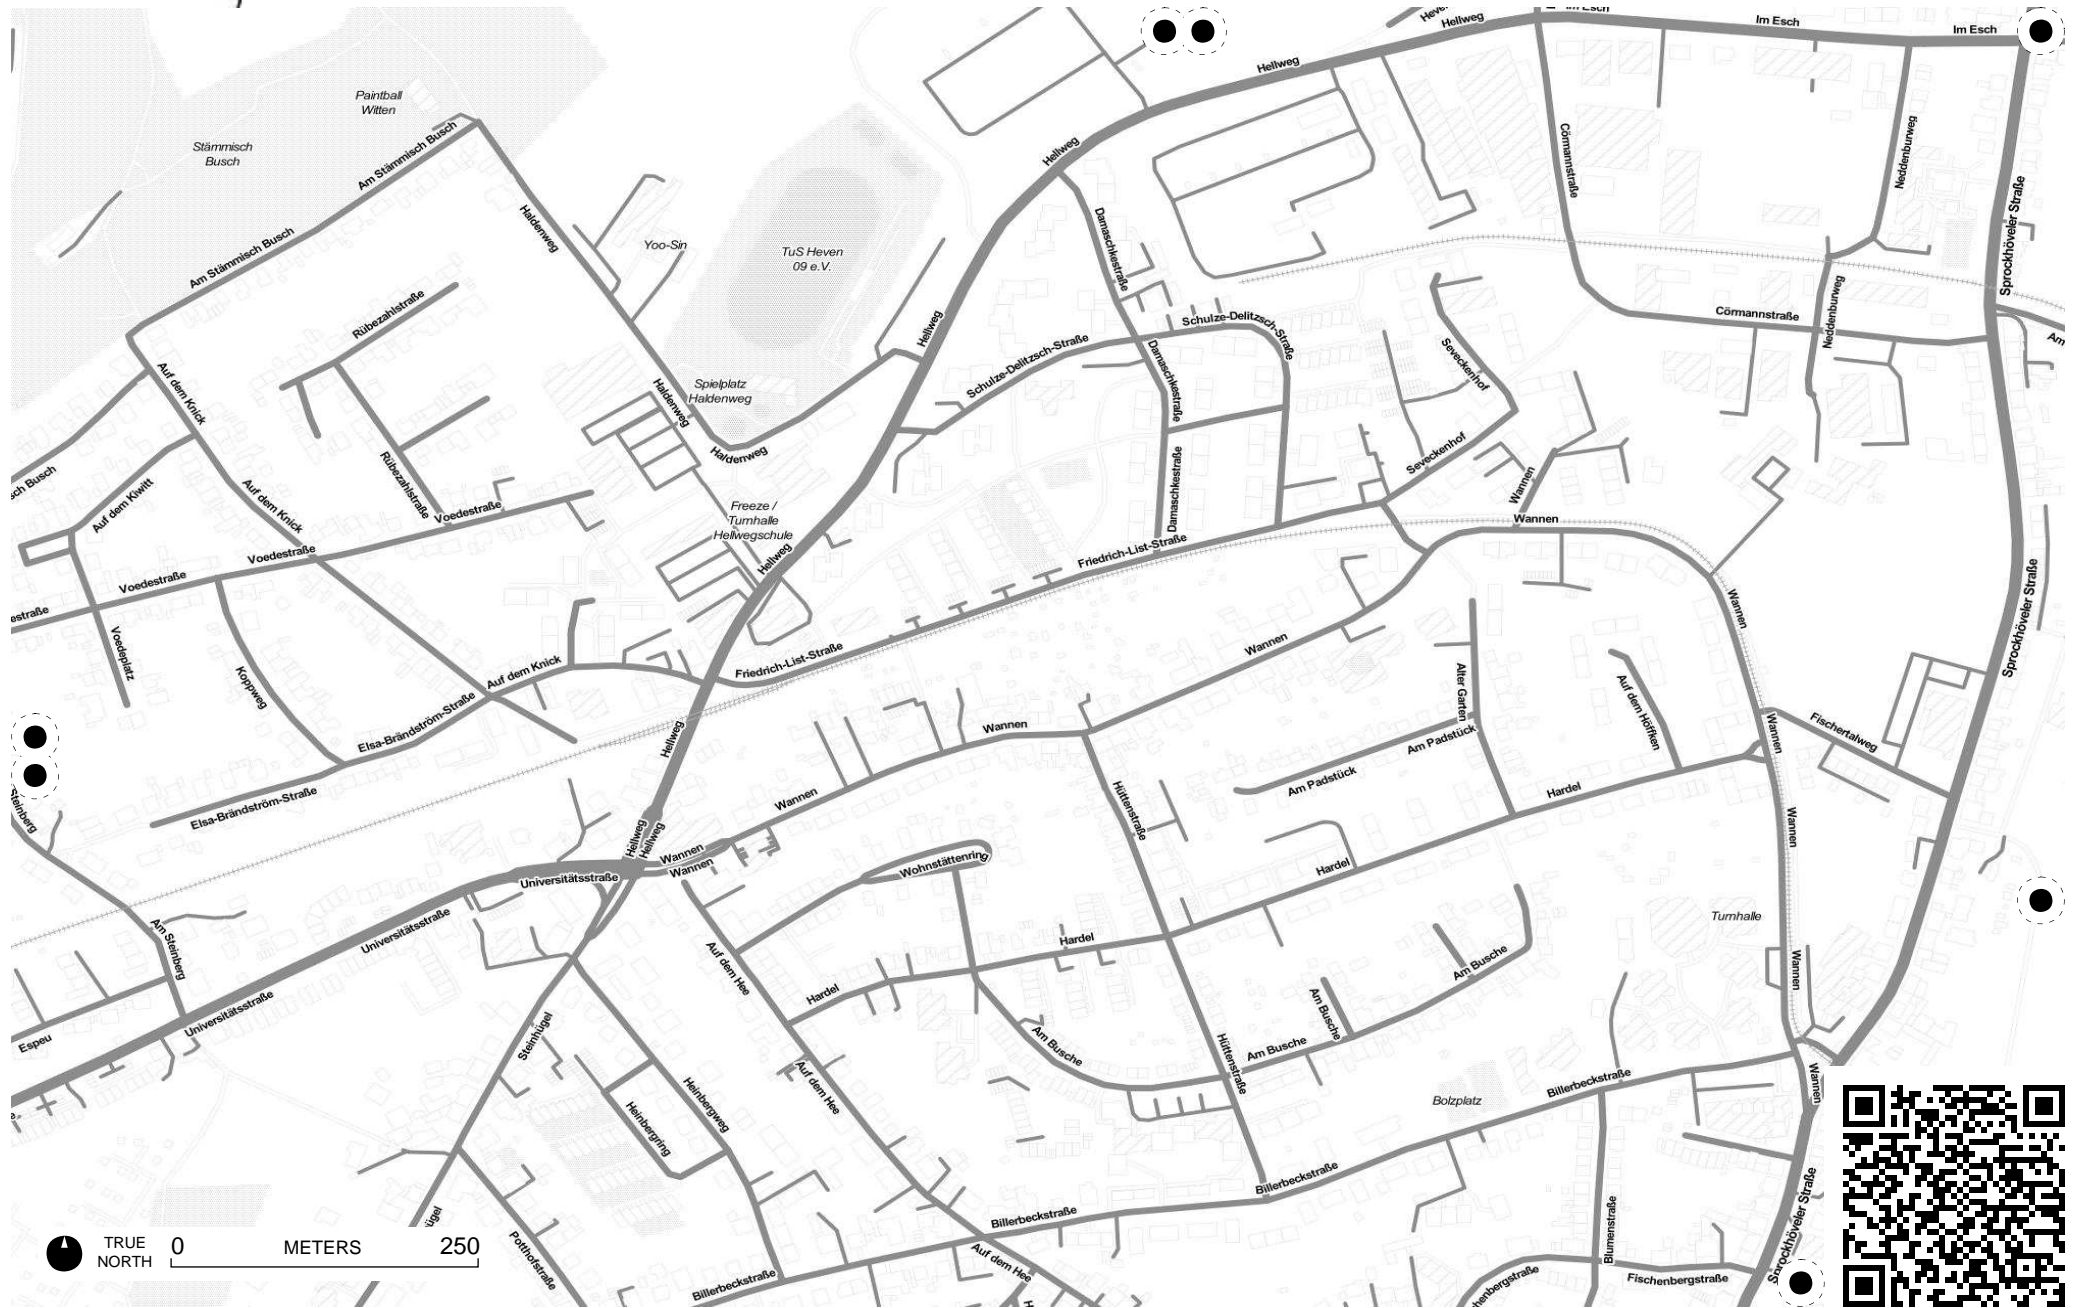 Hellweg
Im Esch
Im Esch
Paintball
Witten
Hellweg
Stämmisch
Busch
Am Stämmisch Busch
Hellweg
Cörmannstraße
Neddenburweg
Sprockhöveler Straße
Haldenweg
Am Stämmisch Busch
Yoo-Sin
TuS Heven
09 e.V.
Damaschkestraße
Rübezahlstraße
Hellweg
Schulze-Delitzsch-Straße
Schulze-Delitzsch-Straße
Neddenburweg
Cörmannstraße
Am
Auf dem Knick
Damaschkestraße
Seveckenhof
Haldenweg
Spielplatz
Haldenweg
Haldenweg
Seveckenhof
Damaschkestraße
sch Busch
Auf dem Kiwitt
Auf dem Knick
Rübezahlstraße
Voedestraße
Freeze /
Turnhalle
Hellwegschule
Wannen
Wannen
Voedestraße
Hellweg
Friedrich-List-Straße
Voedestraße
estraße
Wannen
Sprockhöveler Straße
Voedeplatz
Koppweg
Auf dem Knick
Friedrich-List-Straße
Wannen
Alter Garten
Auf dem Höffken
Elsa-Brändström-Straße
Hellweg
Wannen
Am Padstück
Wannen
Fischertalweg
Elsa-Brändström-Straße
Am Padstück
Hardel
Steinberg
Wannen
Hüttenstraße
Hellweg
Hellweg
Wannen
Wannen
Wannen
Universitätsstraße
Wohnstättenring
Hardel
Universitätsstraße
Turnhalle
Am Steinberg
Hardel
Auf dem Hee
Am Busche
Wannen
Hardel
Am Busche
Universitätsstraße
Espeu
Steinhügel
Am Busche
Am Busche
Hüttenstraße
Auf dem Hee
Billerbeckstraße
Wannen
Heinbergweg
Heinbergring
Bolzplatz
Billerbeckstraße
Sprockhöveler Straße
Billerbeckstraße
Blumenstraße
ügel
Potthofstraße
Auf dem Hee
Billerbeckstraße
henbergstraße
Fischenbergstraße
TRUE
NORTH
0
METERS
250